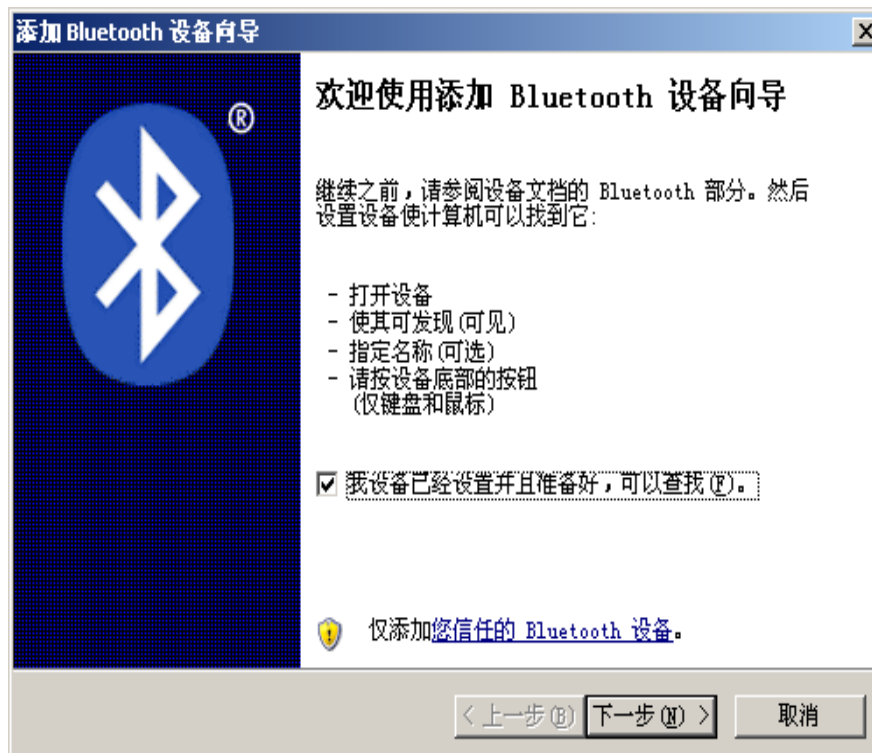 添加 Bluetooth 设备向导
®
欢迎使用添加 Bluetooth 设备向导
继续之前，请参阅设备文档的 Bluetooth 部分。然后
设置设备使计算机可以找到它:
- 打开设备
- 使其可发现(可见)
- 指定名称(可选)
- 请按设备底部的按钮
(仅键盘和鼠标)
我设备已经设置并且准备好，可以查找(F)。
仅添加您信任的 Bluetooth 设备。
< 上一步(B) 下一步(N) > 取消